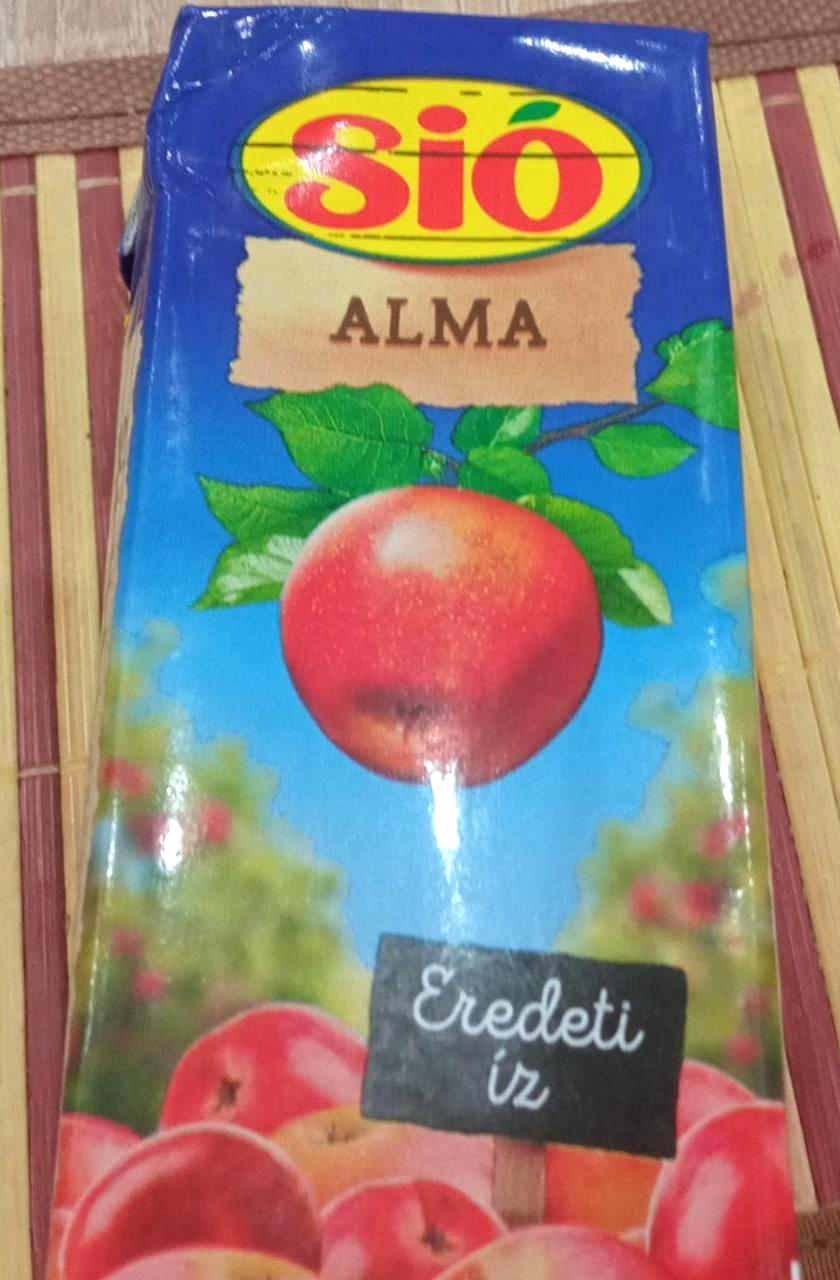 Sió
ALMA
Eredeti
íz